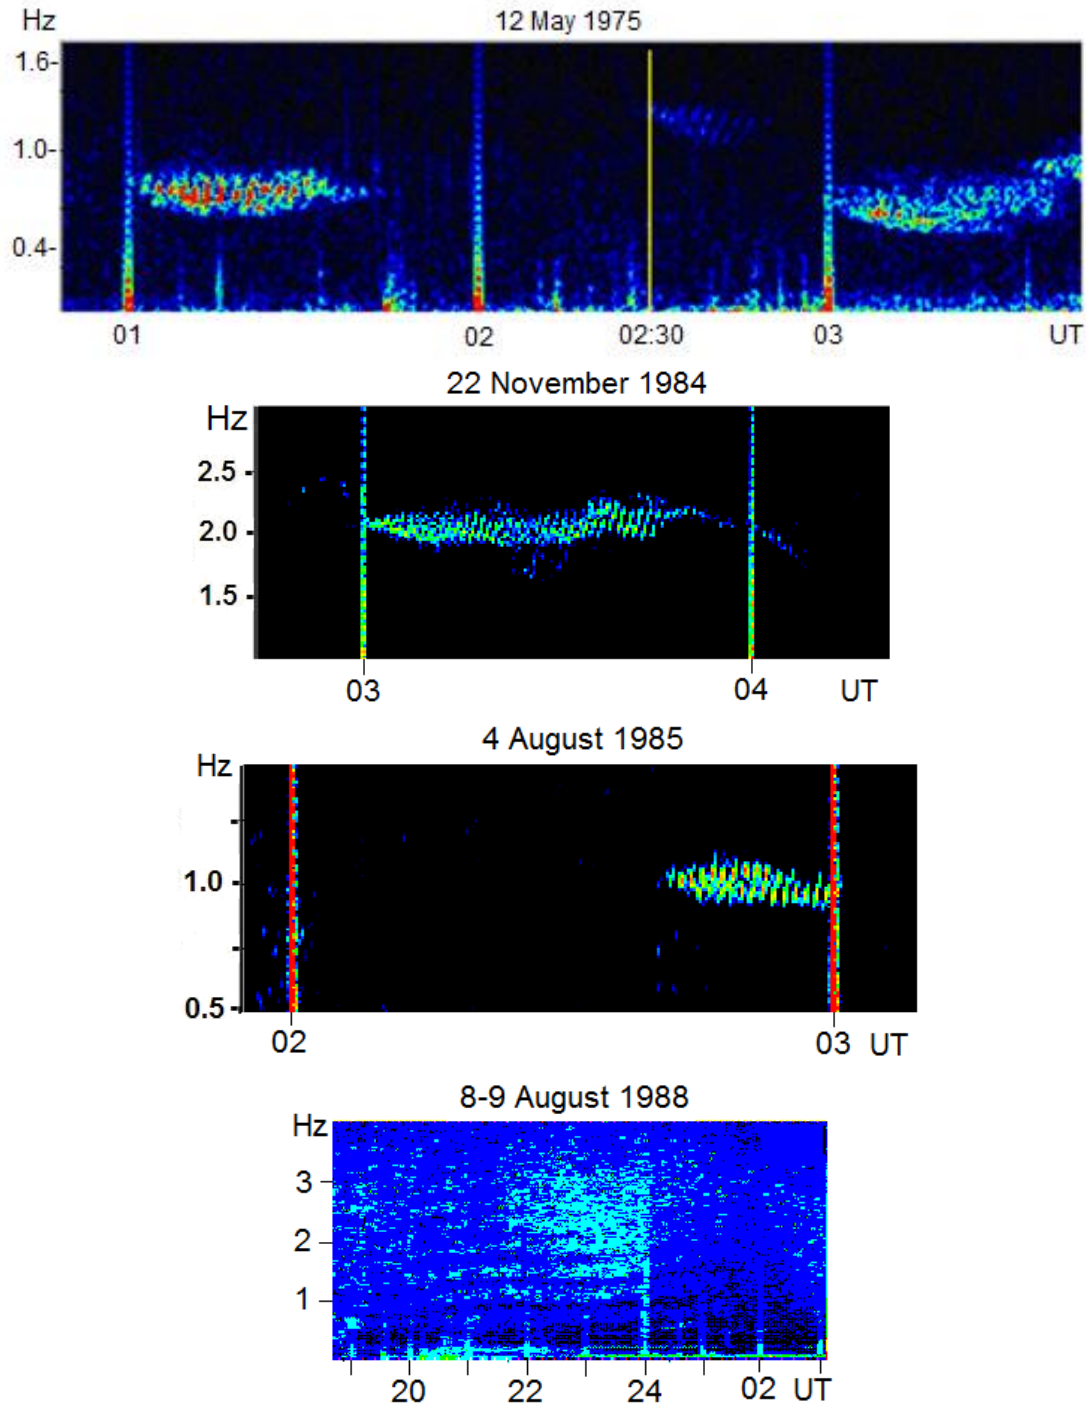 Hz 12 May 1975
1.6-
1.0-
0.4-
01 02 02:30 03 UT
22 November 1984
Hz
2.5
2.0
1.5
03 04 UT
4 August 1985
Hz
1.0
0.5
02 03 UT
8-9 August 1988
Hz
3
2
1
20 22 24 02 UT